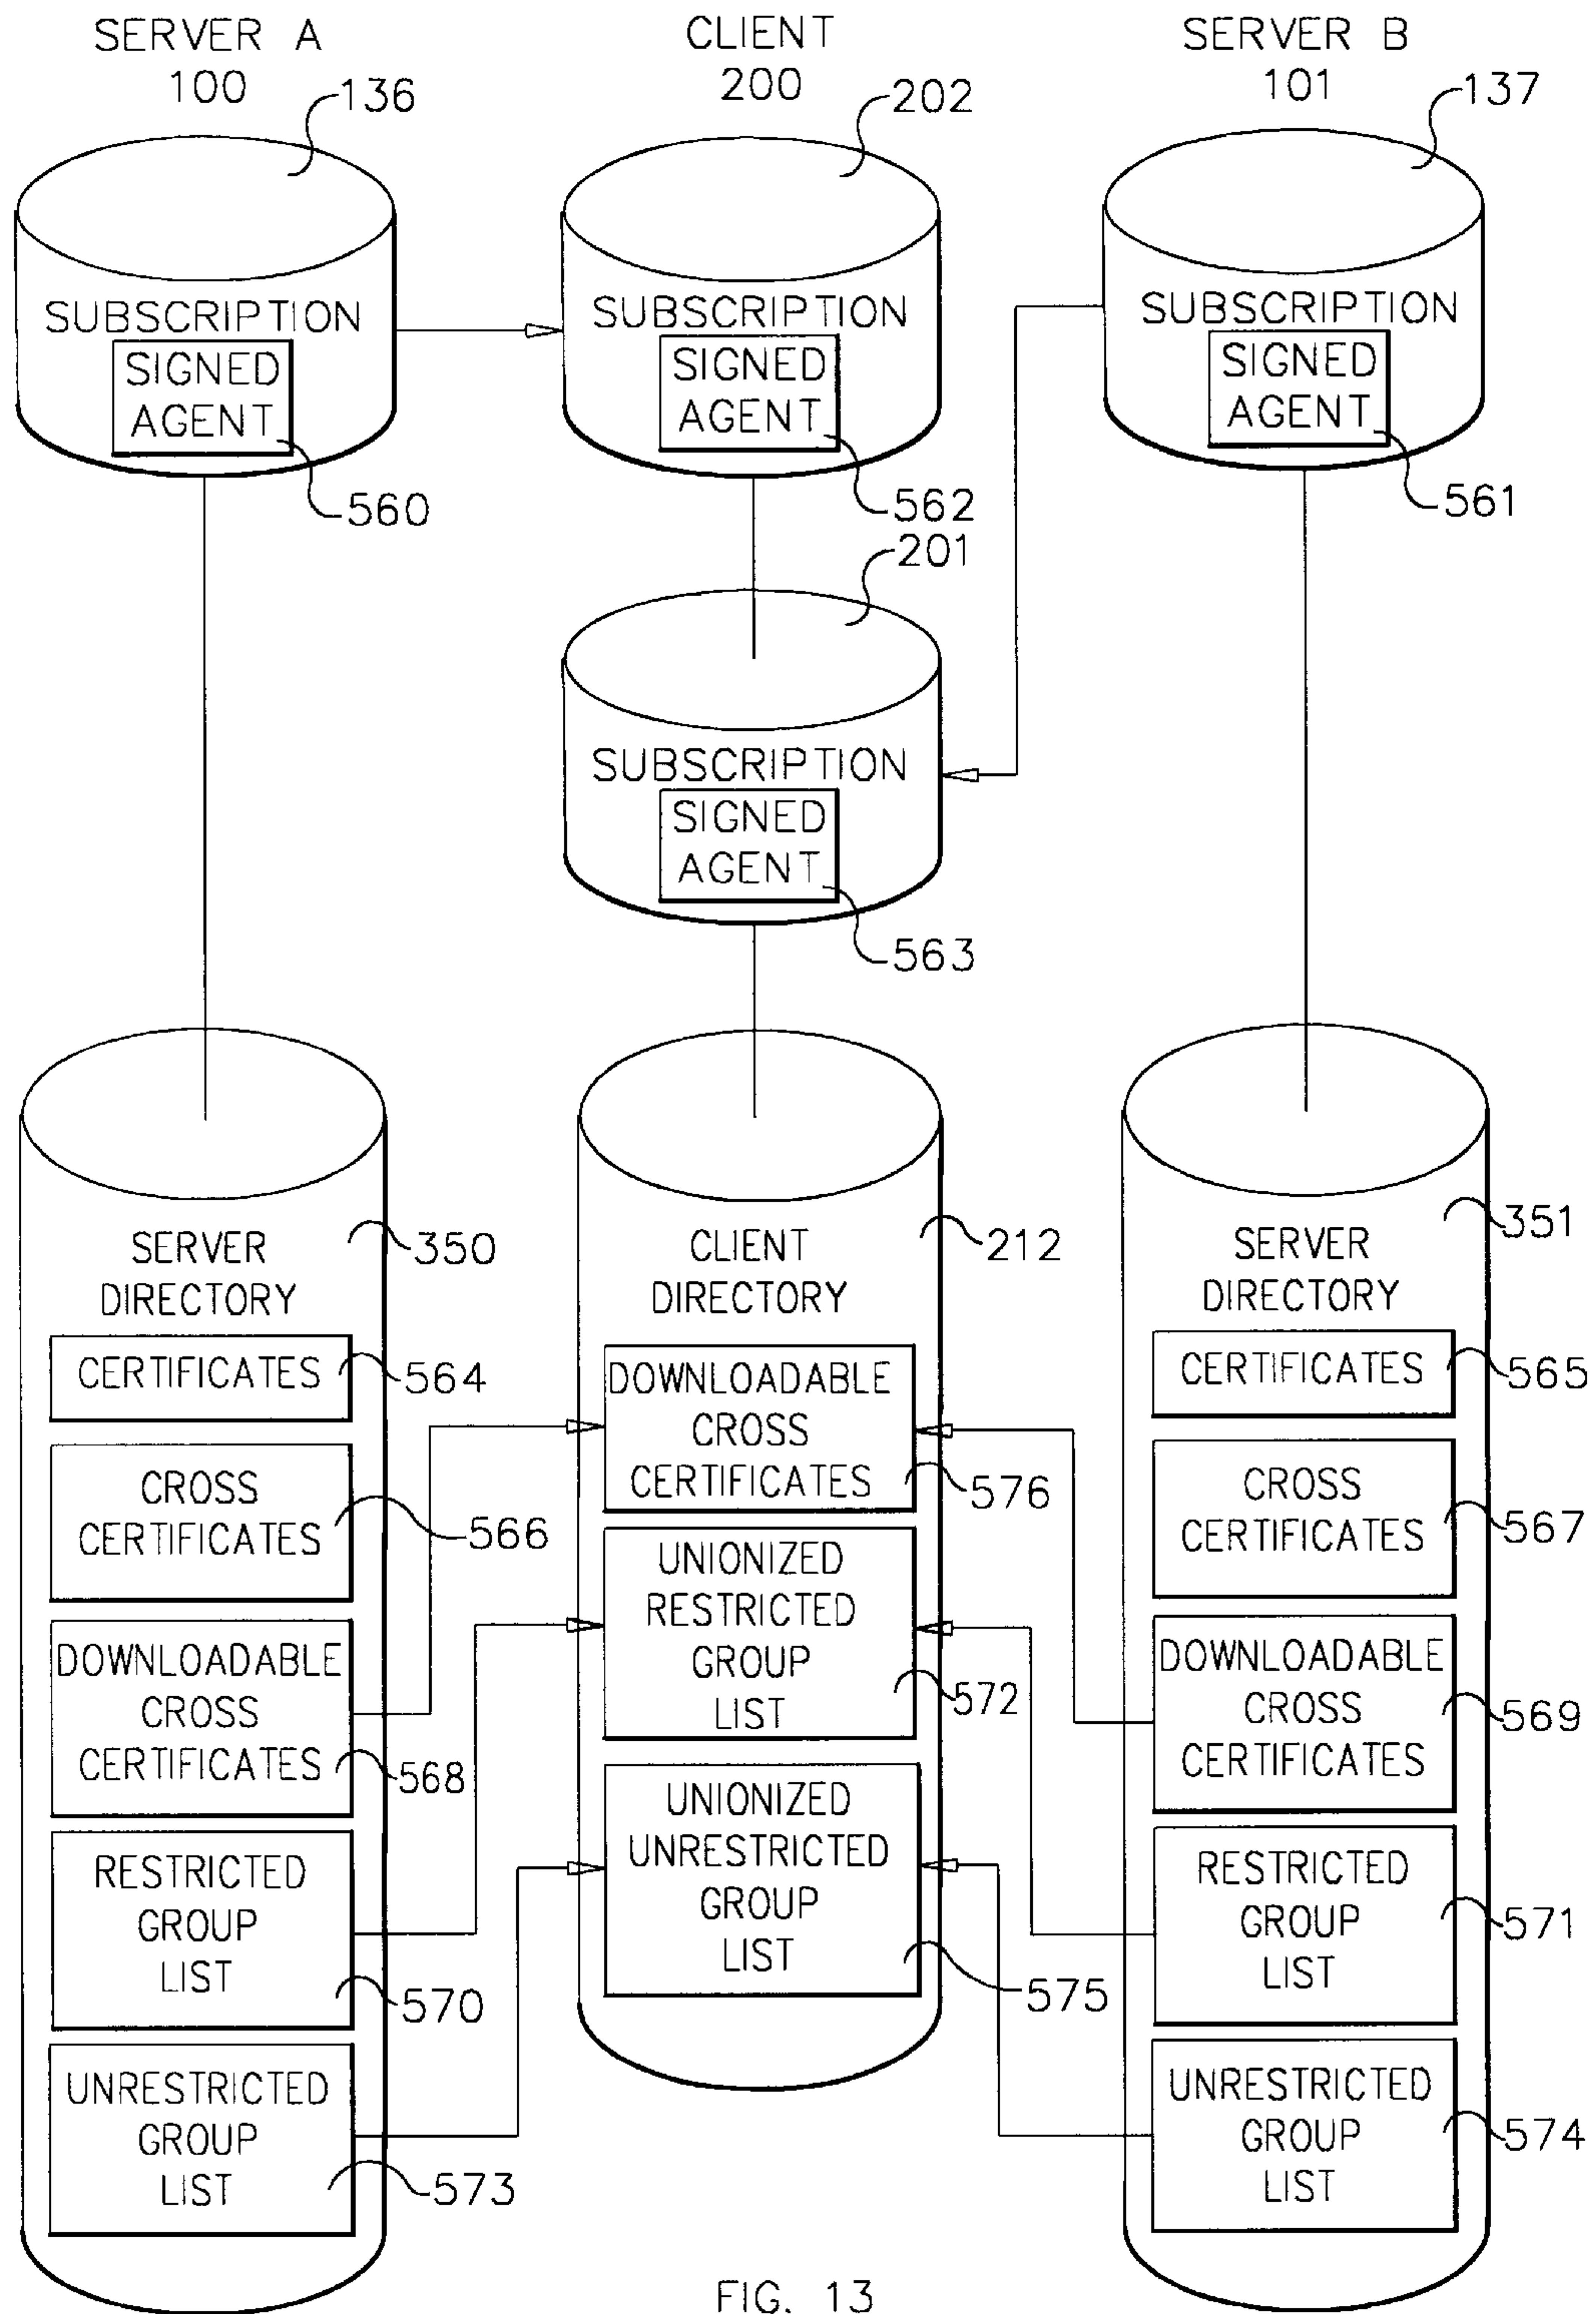 SERVER A
100
136
SUBSCRIPTION
SIGNED
AGENT
560
CLIENT
200
202
SUBSCRIPTION
SIGNED
AGENT
562
SERVER B
101
137
SUBSCRIPTION
SIGNED
AGENT
561
201
SUBSCRIPTION
SIGNED
AGENT
563
SERVER
DIRECTORY
350
CERTIFICATES
564
CROSS
CERTIFICATES
566
DOWNLOADABLE
CROSS
CERTIFICATES
568
RESTRICTED
GROUP
LIST
570
UNRESTRICTED
GROUP
LIST
573
CLIENT
DIRECTORY
212
DOWNLOADABLE
CROSS
CERTIFICATES
576
UNIONIZED
RESTRICTED
GROUP
LIST
572
UNIONIZED
UNRESTRICTED
GROUP
LIST
575
SERVER
DIRECTORY
351
CERTIFICATES
565
CROSS
CERTIFICATES
567
DOWNLOADABLE
CROSS
CERTIFICATES
569
RESTRICTED
GROUP
LIST
571
UNRESTRICTED
GROUP
LIST
574
FIG. 13